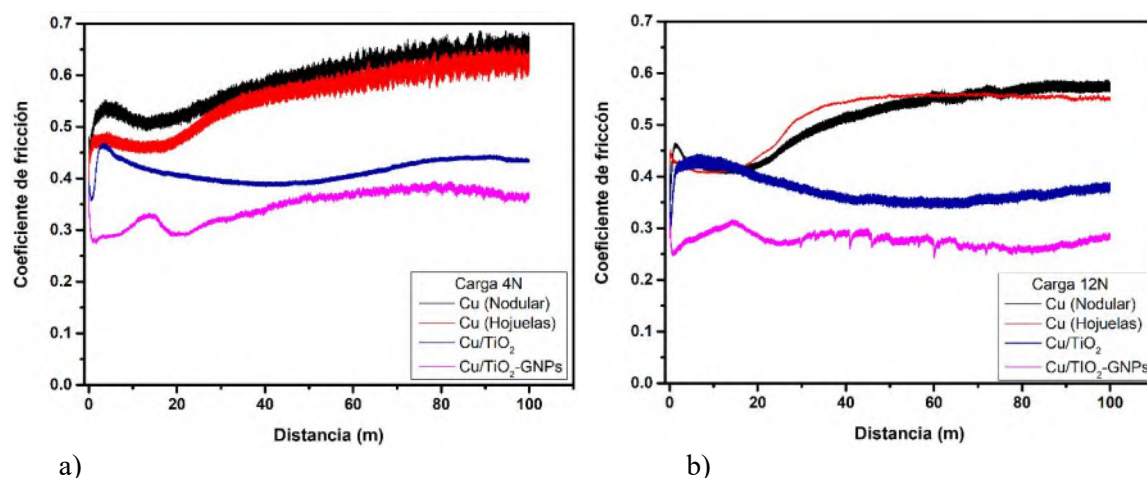 0.7
0.6
0.5
0.4
0.3
0.2
0.1
0.0
Coeficiente de fricción
0 20 40 60 80 100
Distancia (m)
Carga 4N
Cu (Nodular)
Cu (Hojuelas)
Cu/TiO₂
Cu/TiO₂-GNPs
a)
0.7
0.6
0.5
0.4
0.3
0.2
0.1
0.0
Coeficiente de friccón
0 20 40 60 80 100
Distancia (m)
Carga 12N
Cu (Nodular)
Cu (Hojuelas)
Cu/TiO₂
Cu/TIO₂-GNPs
b)